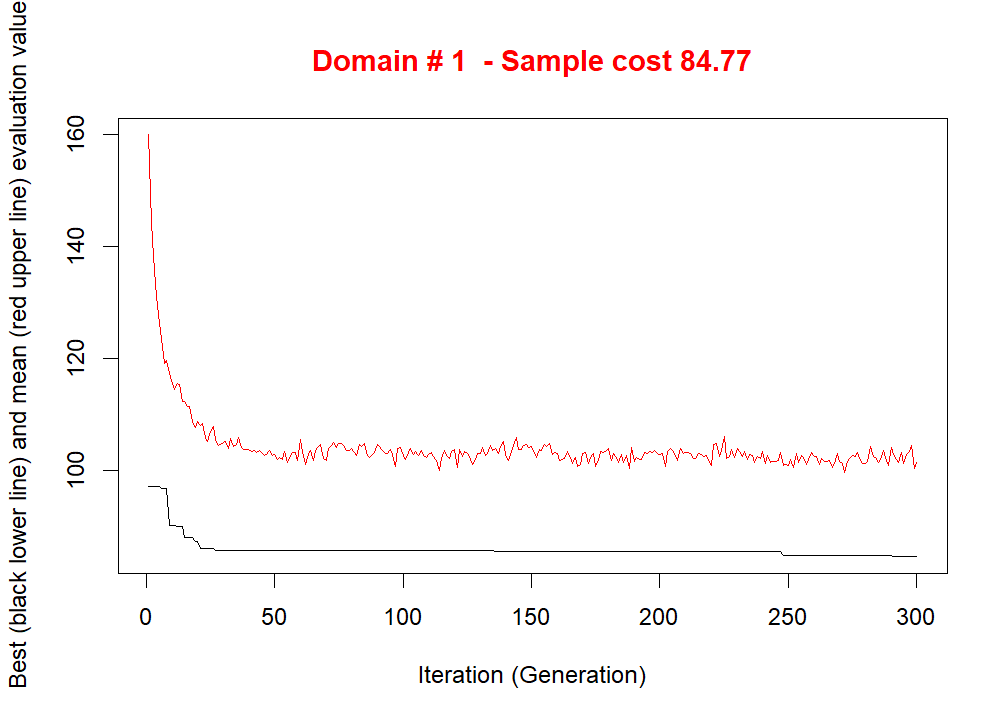 Domain # 1 - Sample cost 84.77
Best (black lower line) and mean (red upper line) evaluation value
160
140
120
100
0 50 100 150 200 250 300
Iteration (Generation)